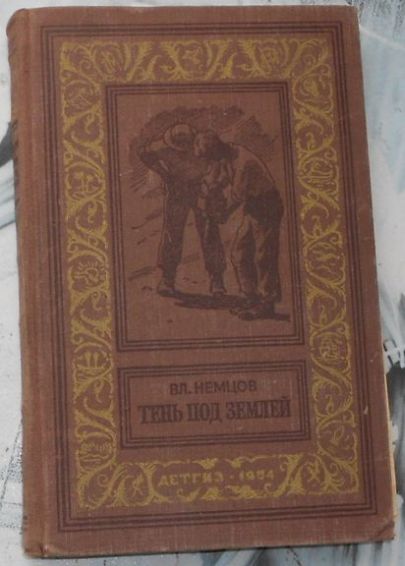 ВЛ. НЕМЦОВ
ТЕНЬ ПОД ЗЕМЛЕЙ
ДЕТГИЗ · 1954